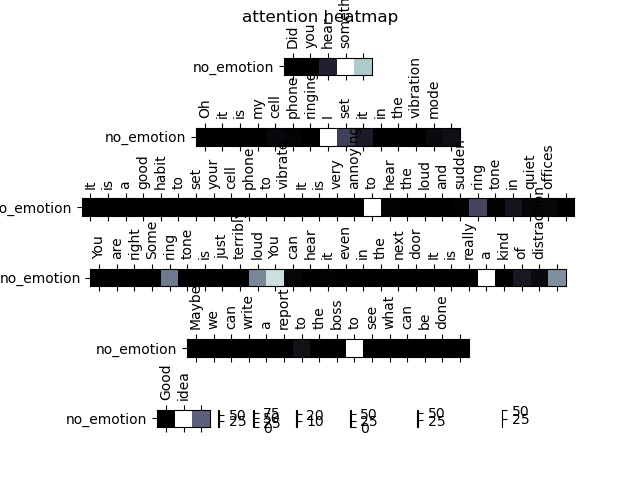 attention heatmap
Did you hear someth
no_emotion
Oh it is my cell phone ringing I set it in the vibration mode
no_emotion
It is a good habit to set your cell phone to vibrate It is very annoying to hear the loud and sudden ring tone in quiet offices
no_emotion
You are right Some ring tone is just terribly loud You can hear it even in the next door It is really a kind of distraction
no_emotion
Maybe we can write a report to the boss to see what can be done
no_emotion
Good idea
no_emotion
50 75 20 50 50 50
25 50 10 25 25 25
25
0 0